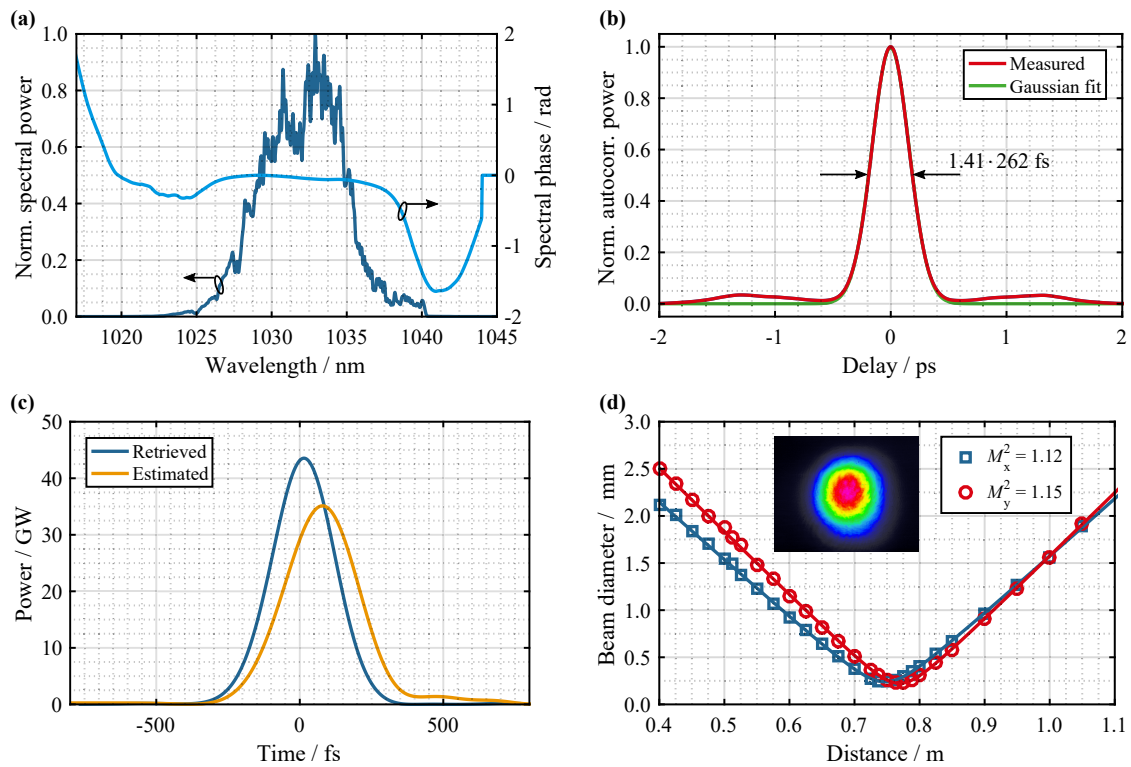 (a)
Norm. spectral power
1.0
0.8
0.6
0.4
0.2
0.0
1020
1025
1030
1035
1040
1045
Wavelength / nm
2
1
0
-1
-2
Spectral phase / rad
(b)
Norm. autocorr. power
1.0
0.8
0.6
0.4
0.2
0.0
Measured
Gaussian fit
1.41 · 262 fs
-2
-1
0
1
2
Delay / ps
(c)
Power / GW
50
40
30
20
10
0
Retrieved
Estimated
-500
0
500
Time / fs
(d)
Beam diameter / mm
3.0
2.5
2.0
1.5
1.0
0.5
0.0
M²x = 1.12
M²y = 1.15
0.4
0.5
0.6
0.7
0.8
0.9
1.0
1.1
Distance / m